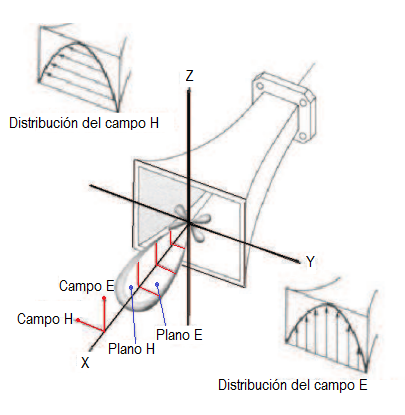 Z
Distribución del campo H
Y
Campo E
Campo H
Plano E
Plano H
X
Distribución del campo E